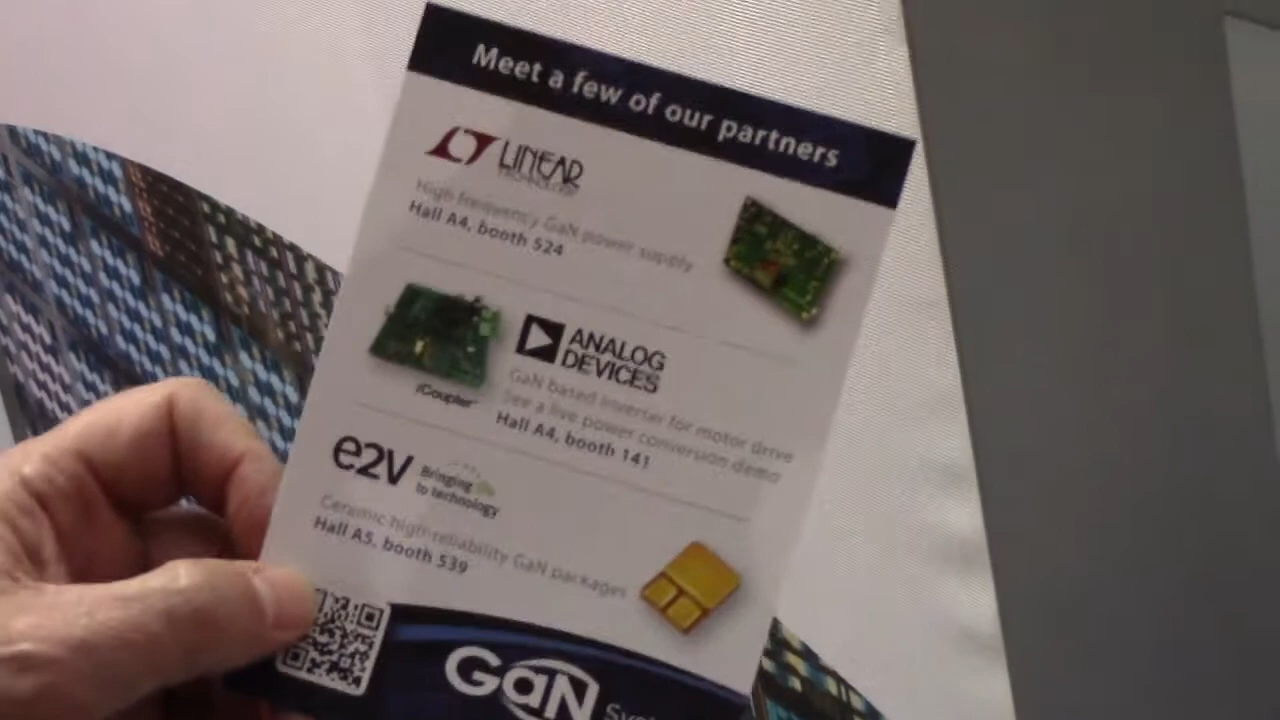 Meet a few of our partners
LINEAR
TECHNOLOGY
High frequency GaN power supply
Hall A4, booth 524
ANALOG
DEVICES
iCoupler
GaN based inverter for motor drive
See a live power conversion demo
Hall A4, booth 141
e2v
Bringing
to technology
Ceramic high reliability GaN packages
Hall A5, booth 539
GaN